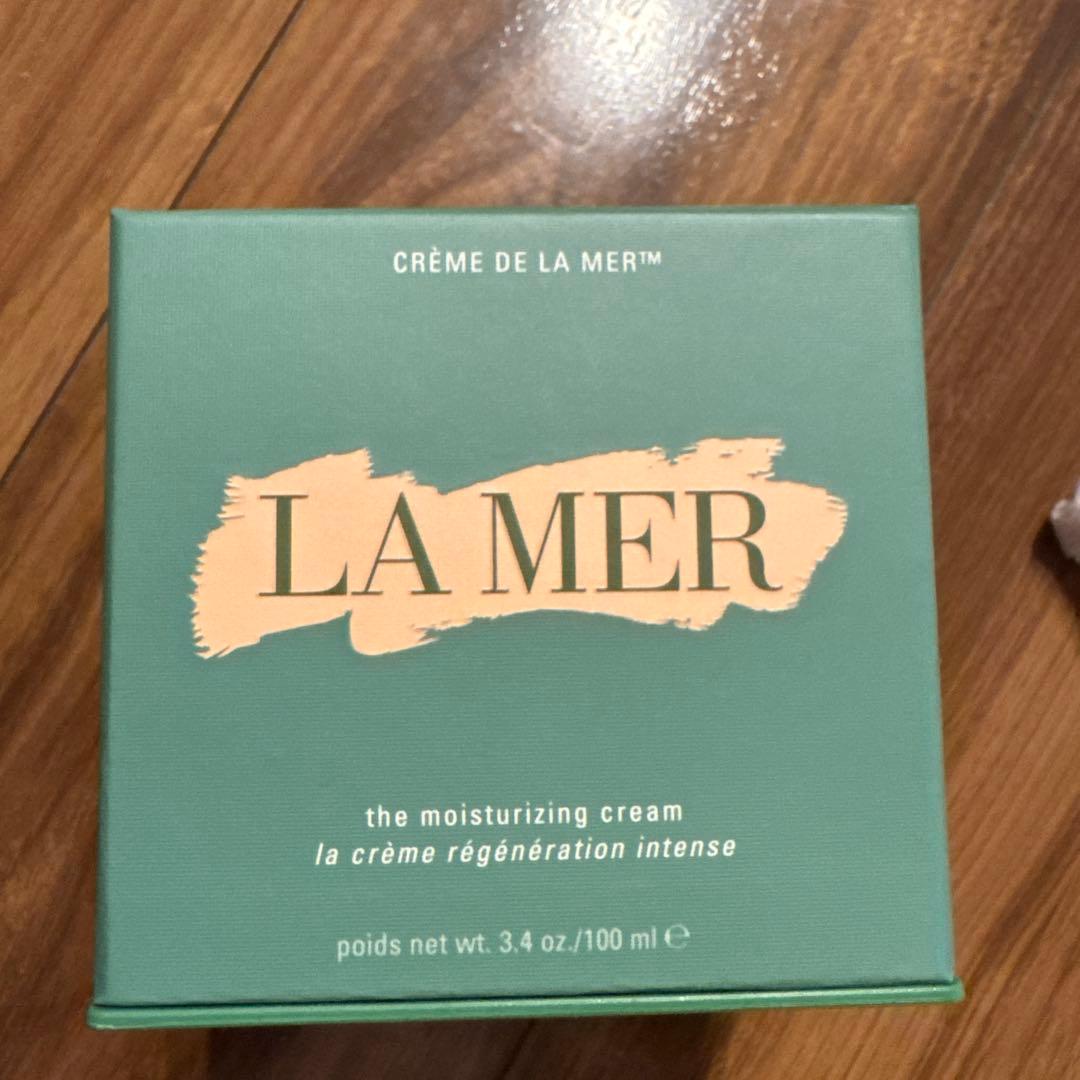 CRÈME DE LA MER™
LA MER
the moisturizing cream
la crème régénération intense
poids net wt. 3.4 oz./100 ml ℮